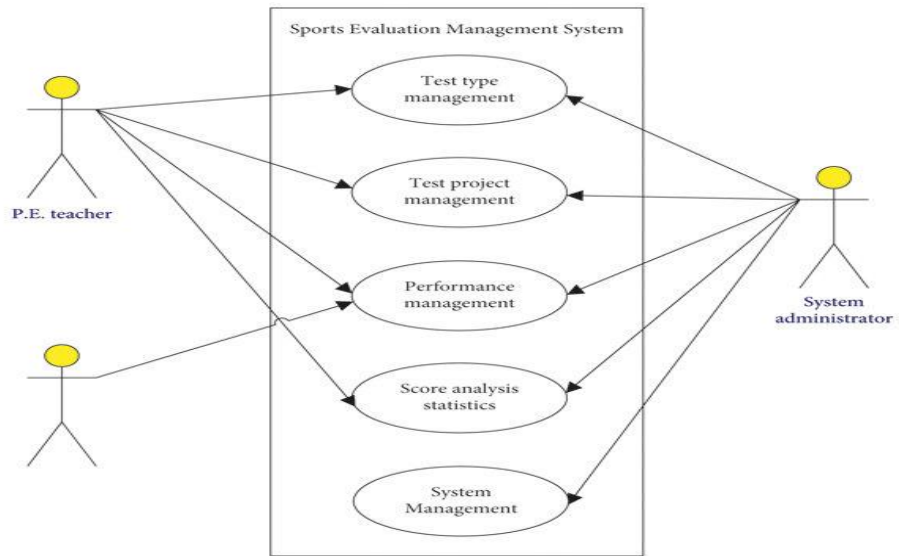 Sports Evaluation Management System
Test type
management
P.E. teacher
Test project
management
Performance
management
System
administrator
Score analysis
statistics
System
Management